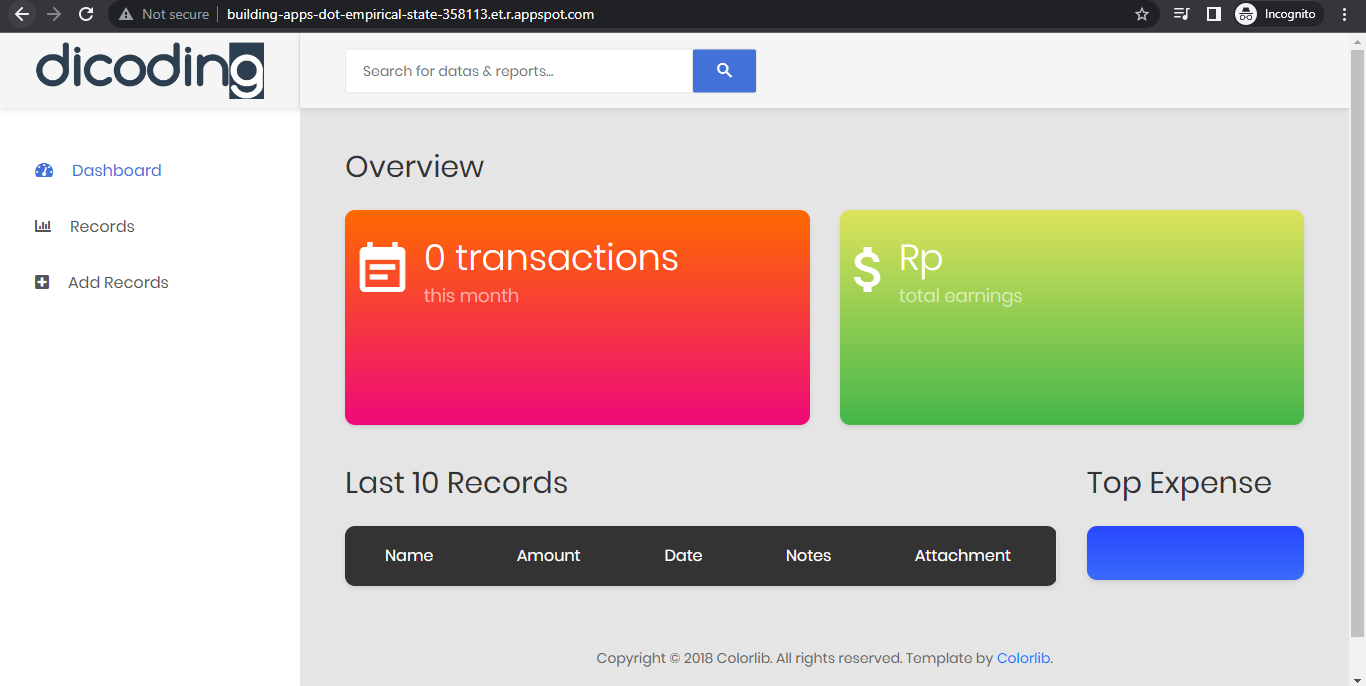 Not secure building-apps-dot-empirical-state-358113.et.r.appspot.com Incognito
dicoding
Search for datas & reports...
Dashboard
Records
Add Records
Overview
0 transactions
this month
Rp
total earnings
Last 10 Records
Name Amount Date Notes Attachment
Top Expense
Copyright © 2018 Colorlib. All rights reserved. Template by Colorlib.